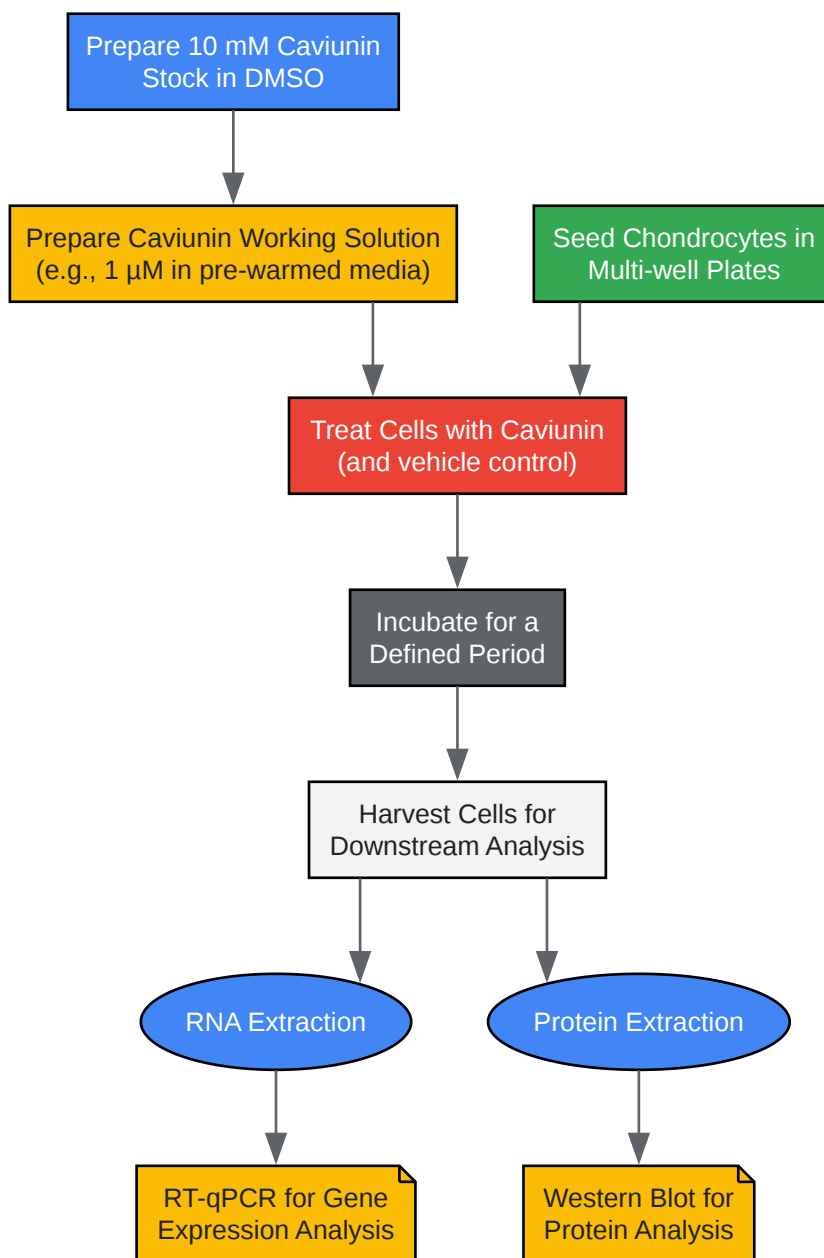 Prepare 10 mM Caviunin
Stock in DMSO
Prepare Caviunin Working Solution
(e.g., 1 µM in pre-warmed media)
Seed Chondrocytes in
Multi-well Plates
Treat Cells with Caviunin
(and vehicle control)
Incubate for a
Defined Period
Harvest Cells for
Downstream Analysis
RNA Extraction
Protein Extraction
RT-qPCR for Gene
Expression Analysis
Western Blot for
Protein Analysis